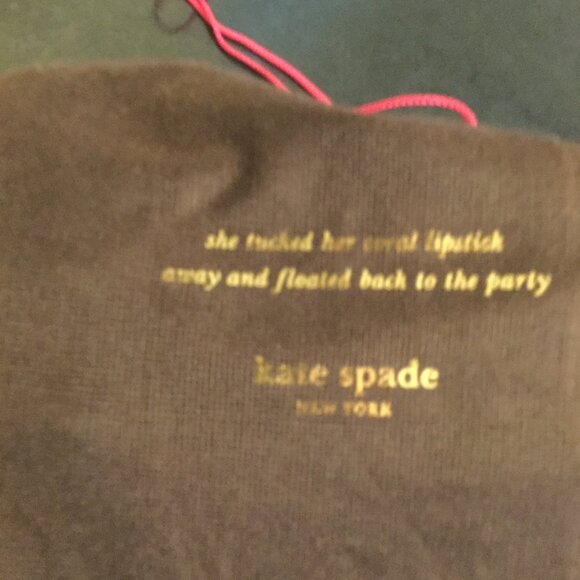 she tucked her coral lipstick
away and floated back to the party
kate spade
NEW YORK